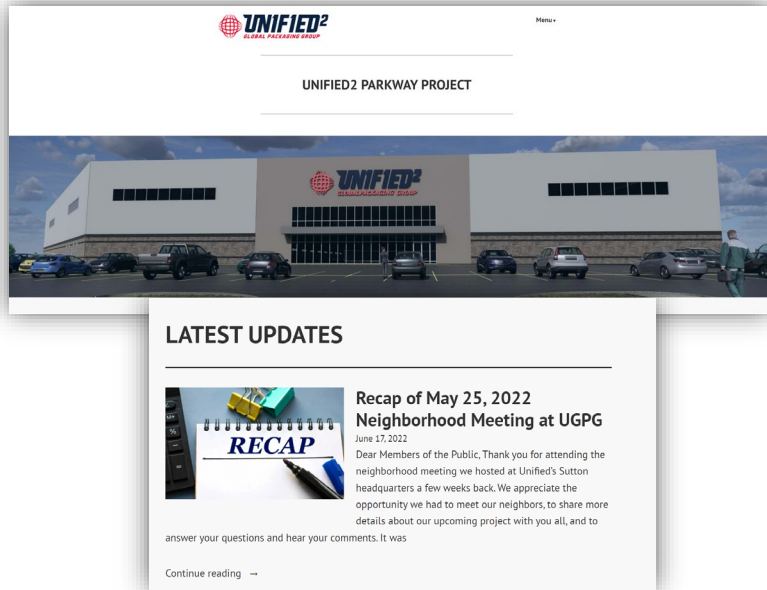 UNIFIED2
GLOBAL PACKAGING GROUP
Menu ▾
UNIFIED2 PARKWAY PROJECT
UNIFIED2
GLOBAL PACKAGING GROUP
LATEST UPDATES
RECAP
Recap of May 25, 2022
Neighborhood Meeting at UGPG
June 17, 2022
Dear Members of the Public, Thank you for attending the
neighborhood meeting we hosted at Unified's Sutton
headquarters a few weeks back. We appreciate the
opportunity we had to meet our neighbors, to share more
details about our upcoming project with you all, and to
answer your questions and hear your comments. It was
Continue reading →